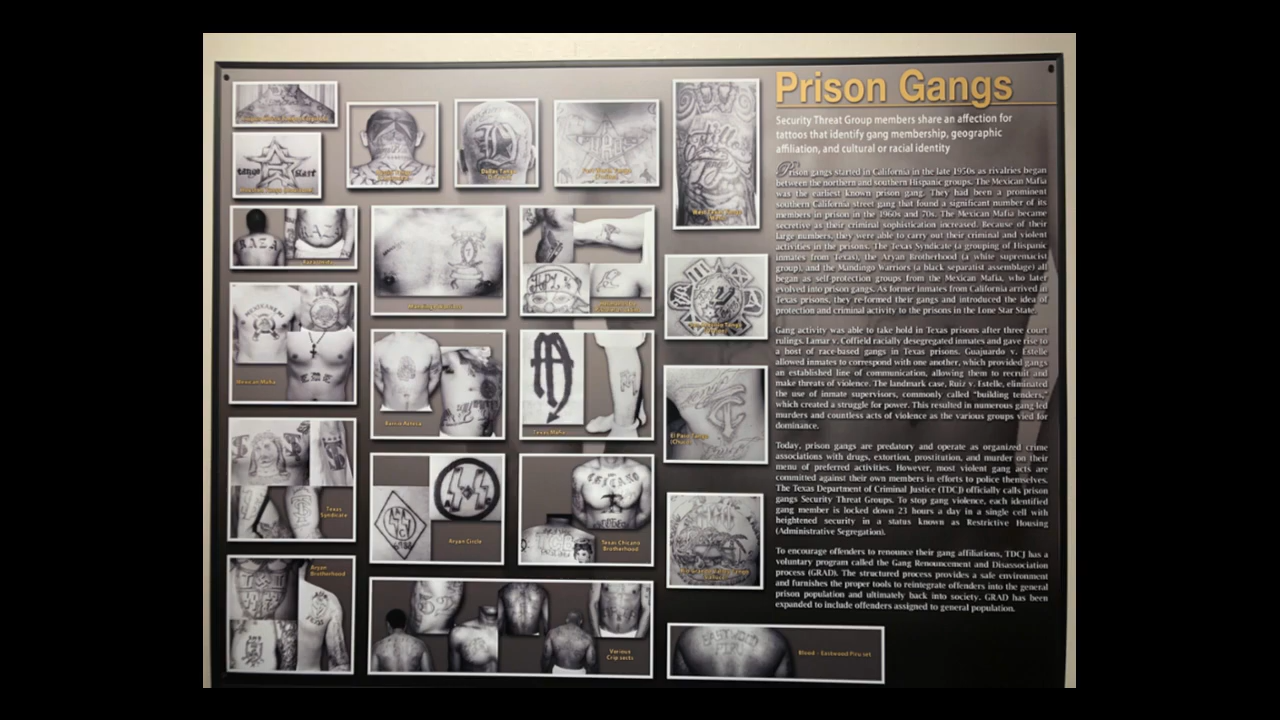 Prison Gangs
Security Threat Group members share an affection for
tattoos that identify gang membership, geographic
affiliation, and cultural or racial identity
Prison gangs started in California in the late 1950s as rivalries began
between the northern and southern Hispanic groups. The Mexican Mafia
was the earliest known prison gang. They had been a prominent
southern California street gang that found a significant number of its
members in prison in the 1960s and 70s. The Mexican Mafia became
secretive as their criminal sophistication increased. Because of their
large numbers, they were able to carry out their criminal and violent
activities in the prisons. The Texas Syndicate (a grouping of Hispanic
inmates from Texas), the Aryan Brotherhood (a white supremacist
group), and the Mandingo Warriors (a black separatist assemblage) all
began as self-protection groups from the Mexican Mafia, who later
evolved into prison gangs. As former inmates from California arrived in
Texas prisons, they re-formed their gangs and introduced the idea of
protection and criminal activity to the prisons in the Lone Star State.
Gang activity was able to take hold in Texas prisons after three court
rulings. Lamar v. Coffield racially desegregated inmates and gave rise to
a host of race-based gangs in Texas prisons. Guajardo v. Estelle
allowed inmates to correspond with one another, which provided gangs
an established line of communication, allowing them to recruit and
make threats of violence. The landmark case, Ruiz v. Estelle, eliminated
the use of inmate supervisors, commonly called "building tenders,"
which created a struggle for power. This resulted in numerous gang-led
murders and countless acts of violence as the various groups vied for
dominance.
Today, prison gangs are predatory and operate as organized crime
associations with drugs, extortion, prostitution, and murder on their
menu of preferred activities. However, most violent gang acts are
committed against their own members in efforts to police themselves.
The Texas Department of Criminal Justice (TDCJ) officially calls prison
gangs Security Threat Groups. To stop gang violence, each identified
gang member is locked down 23 hours a day in a single cell with
heightened security in a status known as Restrictive Housing
(Administrative Segregation).
To encourage offenders to renounce their gang affiliations, TDCJ has a
voluntary program called the Gang Renouncement and Disassociation
process (GRAD). The structured process provides a safe environment
and furnishes the proper tools to reintegrate offenders into the general
prison population and ultimately back into society. GRAD has been
expanded to include offenders assigned to general population.
tango
RAZA
Raza Unida
Mandingo Warriors
Mexican Mafia
Barrio Azteca
Texas Mafia
El Paso Tango
(Chuco)
Texas
Syndicate
Aryan Circle
CHICANO
Texas Chicano
Brotherhood
Aryan
Brotherhood
Various
Crip sects
EASTWOOD
Blood - Eastwood Piru set